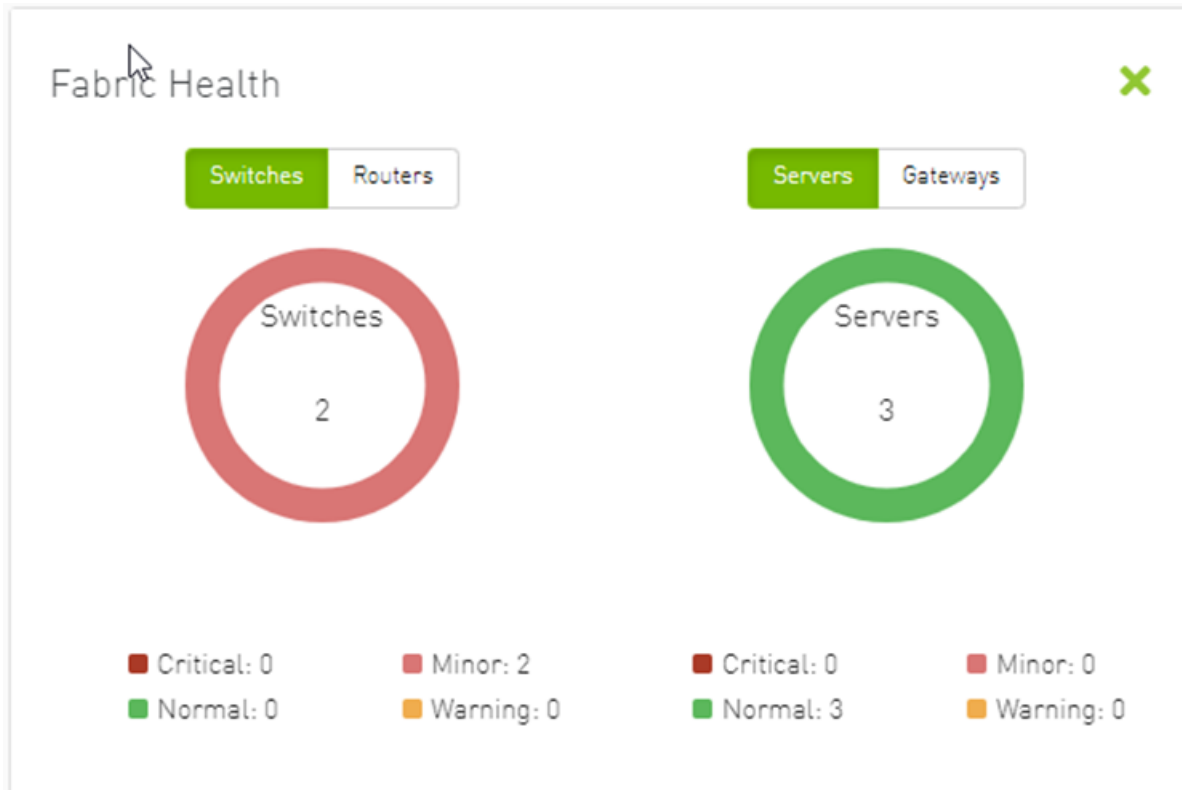 Fabric Health
Switches Routers
Servers Gateways
Switches
2
Servers
3
Critical: 0 Minor: 2
Normal: 0 Warning: 0
Critical: 0 Minor: 0
Normal: 3 Warning: 0